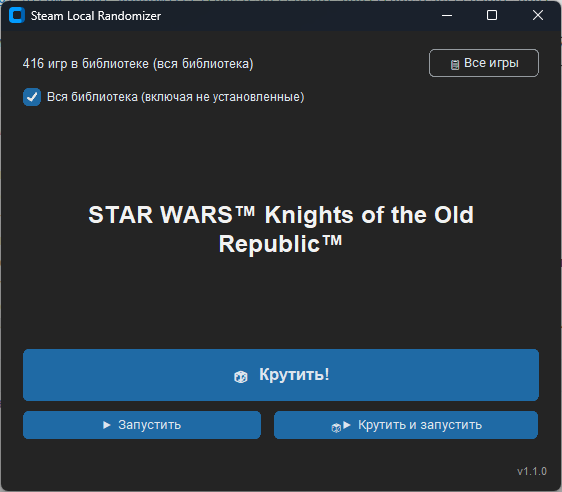 Steam Local Randomizer
416 игр в библиотеке (вся библиотека)
Все игры
Вся библиотека (включая не установленные)
STAR WARS™ Knights of the Old
Republic™
Крутить!
Запустить
Крутить и запустить
v1.1.0